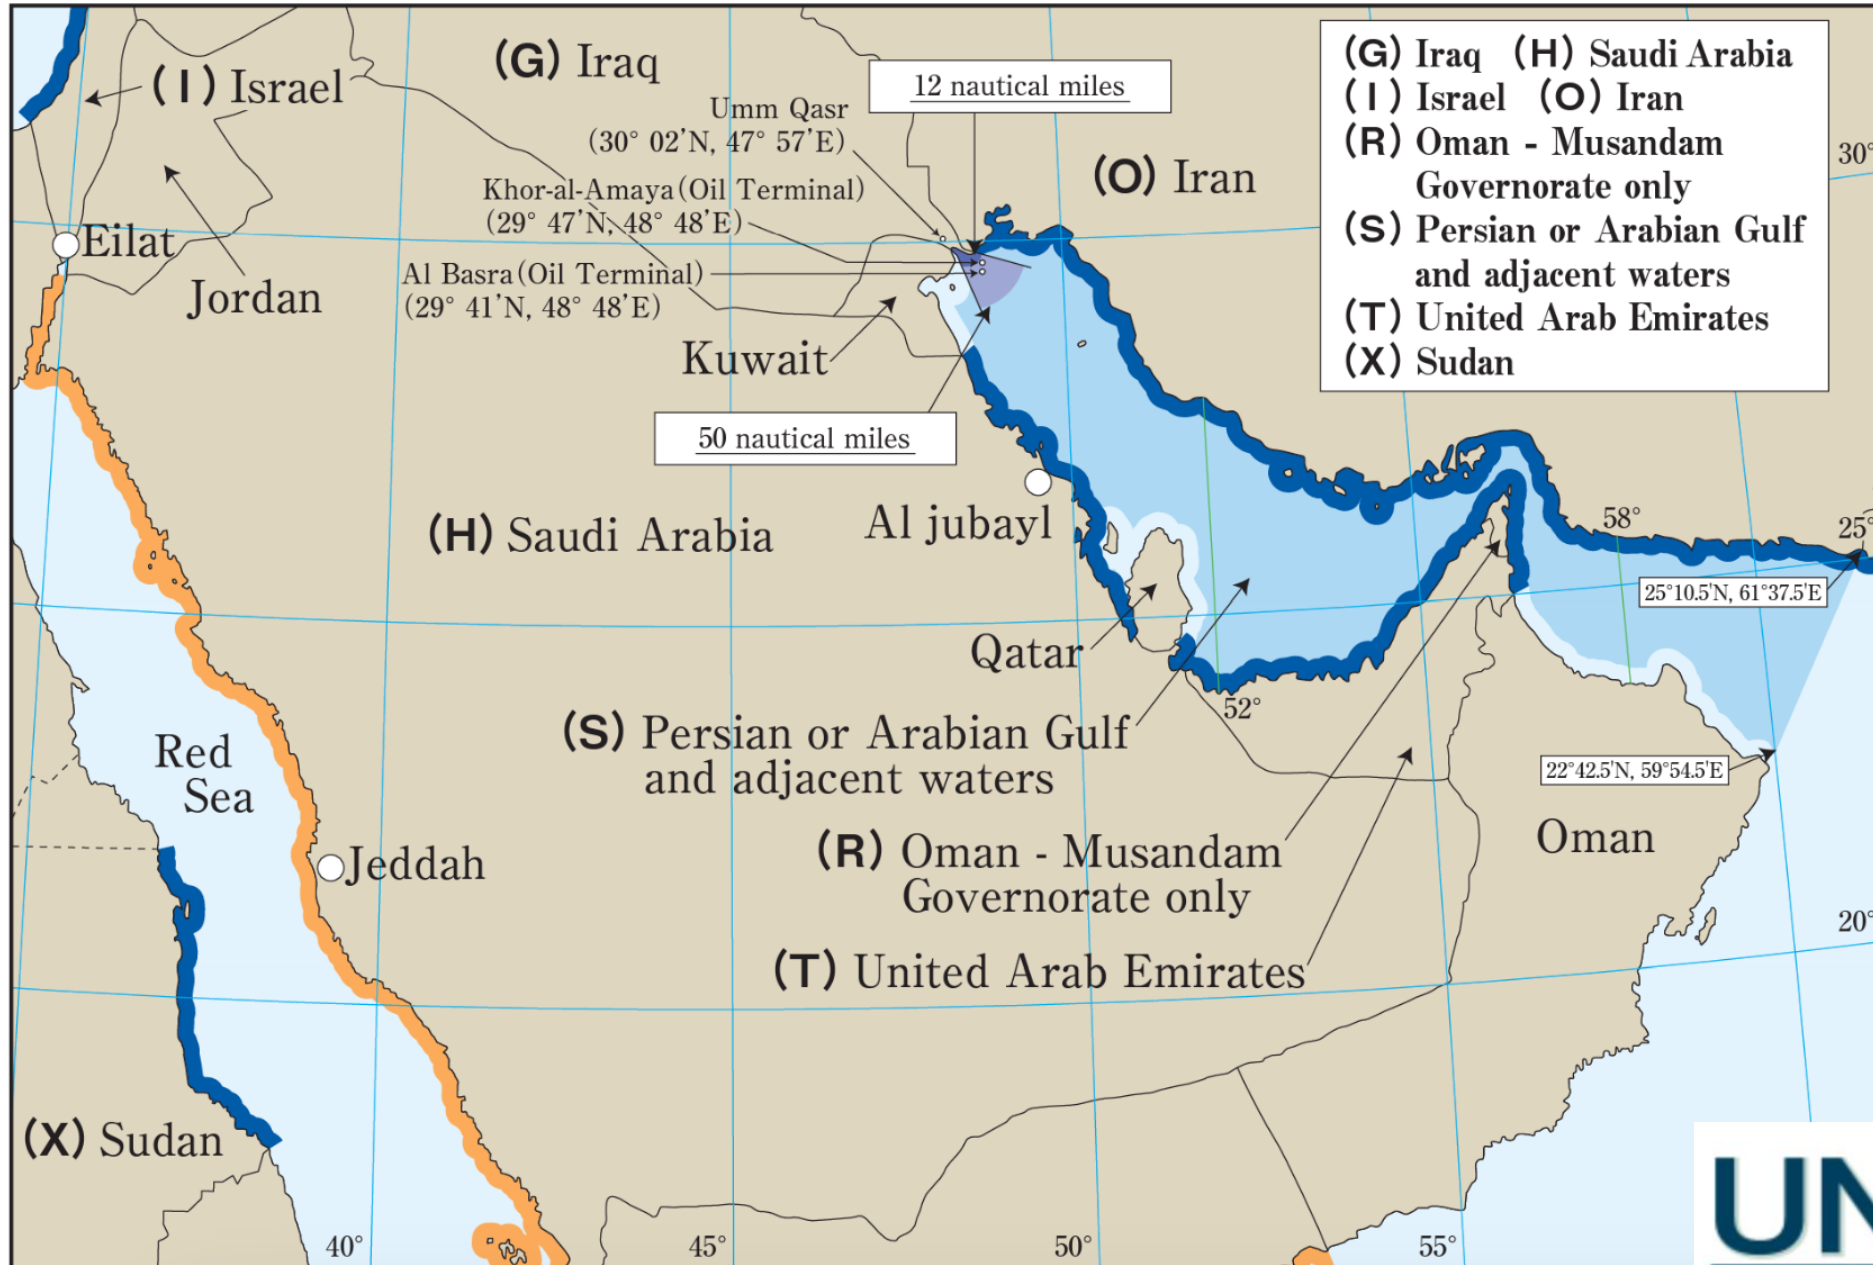 (G) Iraq
(I) Israel
12 nautical miles
Umm Qasr
(30° 02’N, 47° 57’E)
(O) Iran
Khor-al-Amaya (Oil Terminal)
(29° 47’N, 48° 48’E)
Eilat
Al Basra (Oil Terminal)
(29° 41’N, 48° 48’E)
Jordan
Kuwait
50 nautical miles
(G) Iraq (H) Saudi Arabia
(I) Israel (O) Iran
(R) Oman - Musandam
Governorate only
(S) Persian or Arabian Gulf
and adjacent waters
(T) United Arab Emirates
(X) Sudan
30°
(H) Saudi Arabia
Al jubayl
58°
25°
25°10.5'N, 61°37.5'E
Qatar
52°
(S) Persian or Arabian Gulf
and adjacent waters
Red
Sea
22°42.5'N, 59°54.5'E
(R) Oman - Musandam
Governorate only
Oman
Jeddah
20°
(T) United Arab Emirates
(X) Sudan
40°
45°
50°
55°
UN